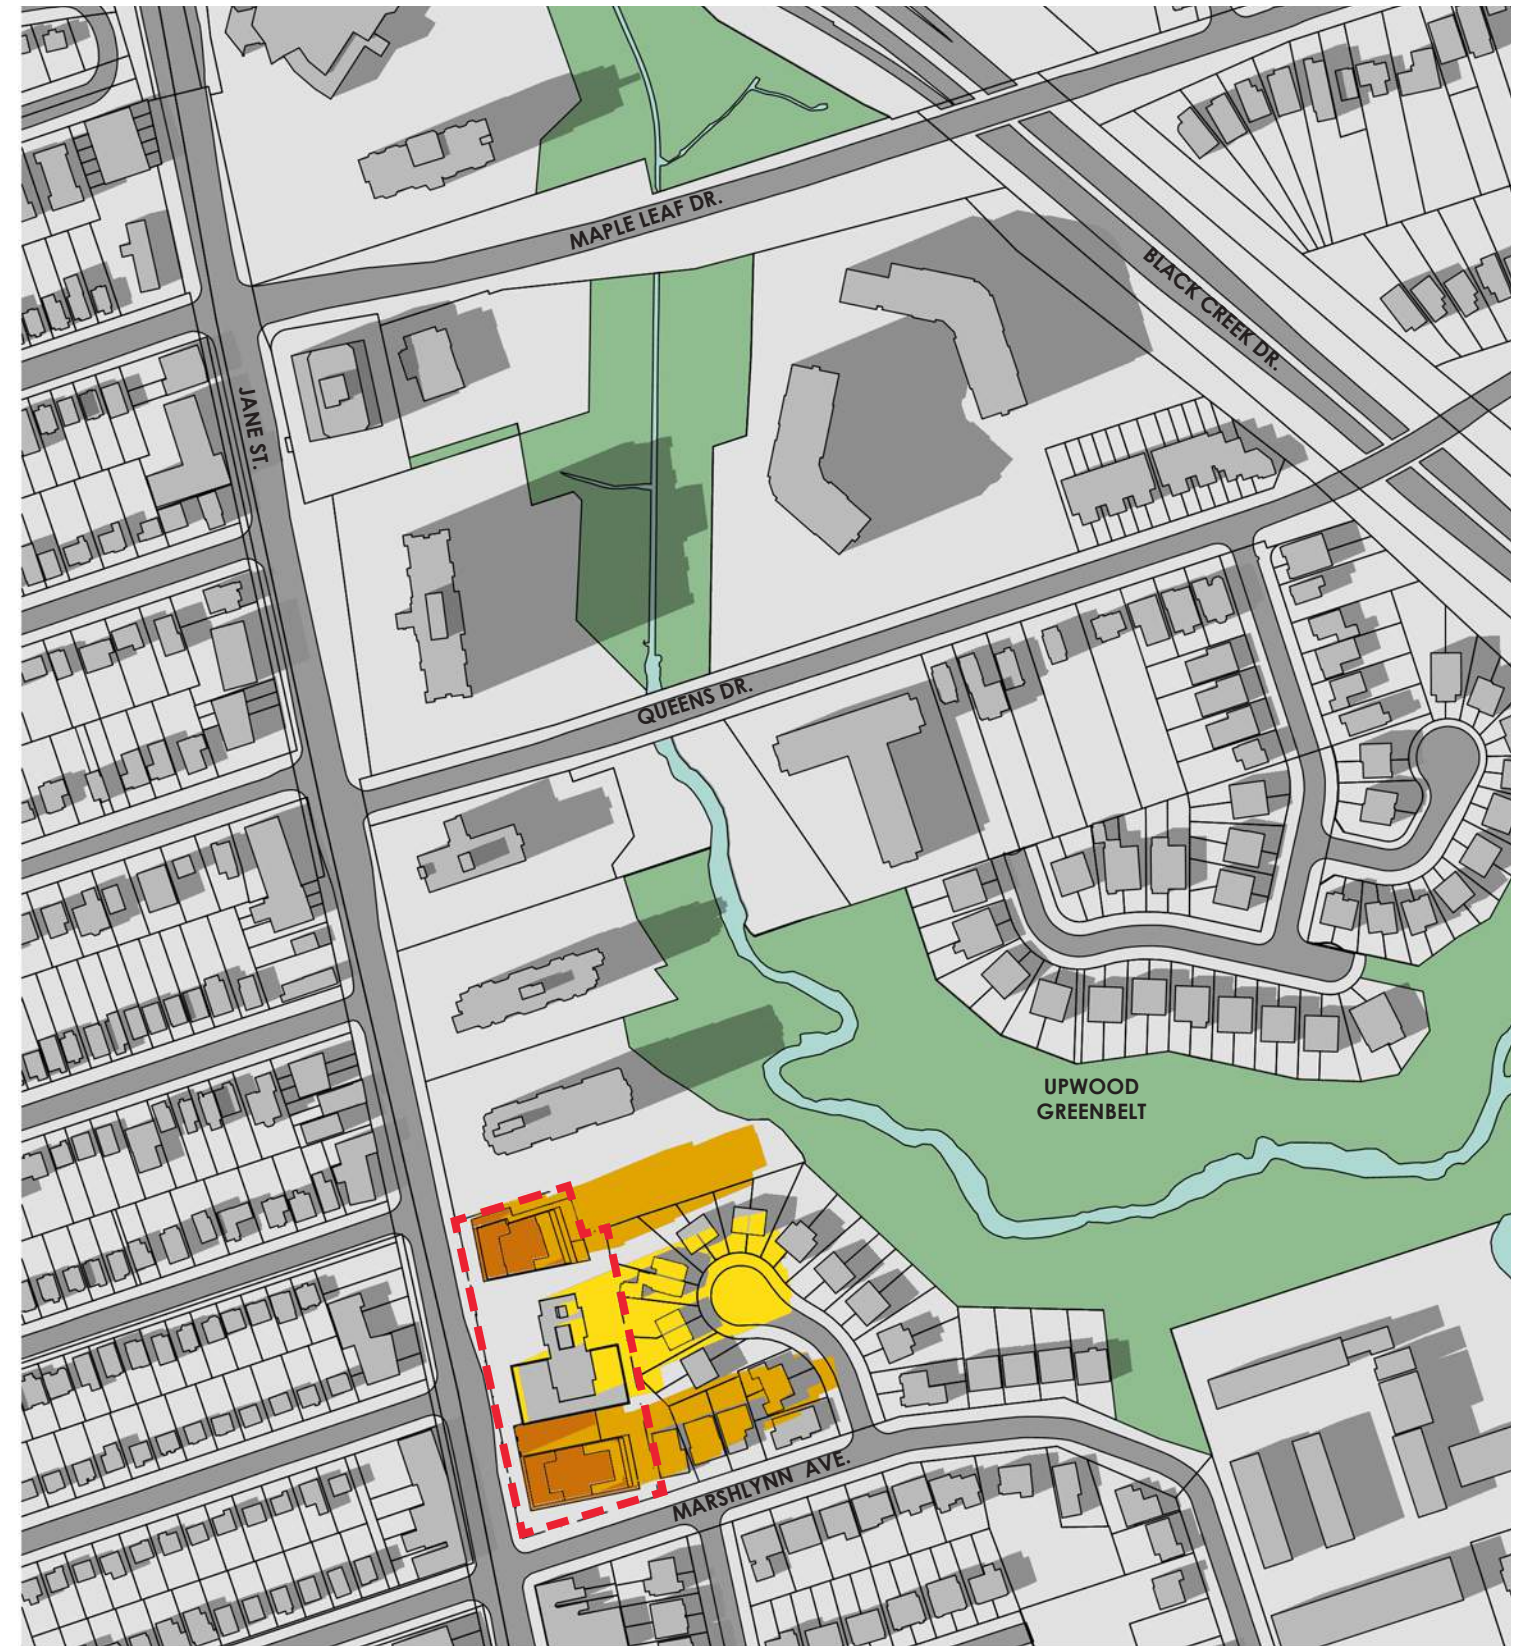 MAPLE LEAF DR.
BLACK CREEK DR.
JANE ST.
QUEENS DR.
UPWOOD
GREENBELT
MARSHLYNN AVE.